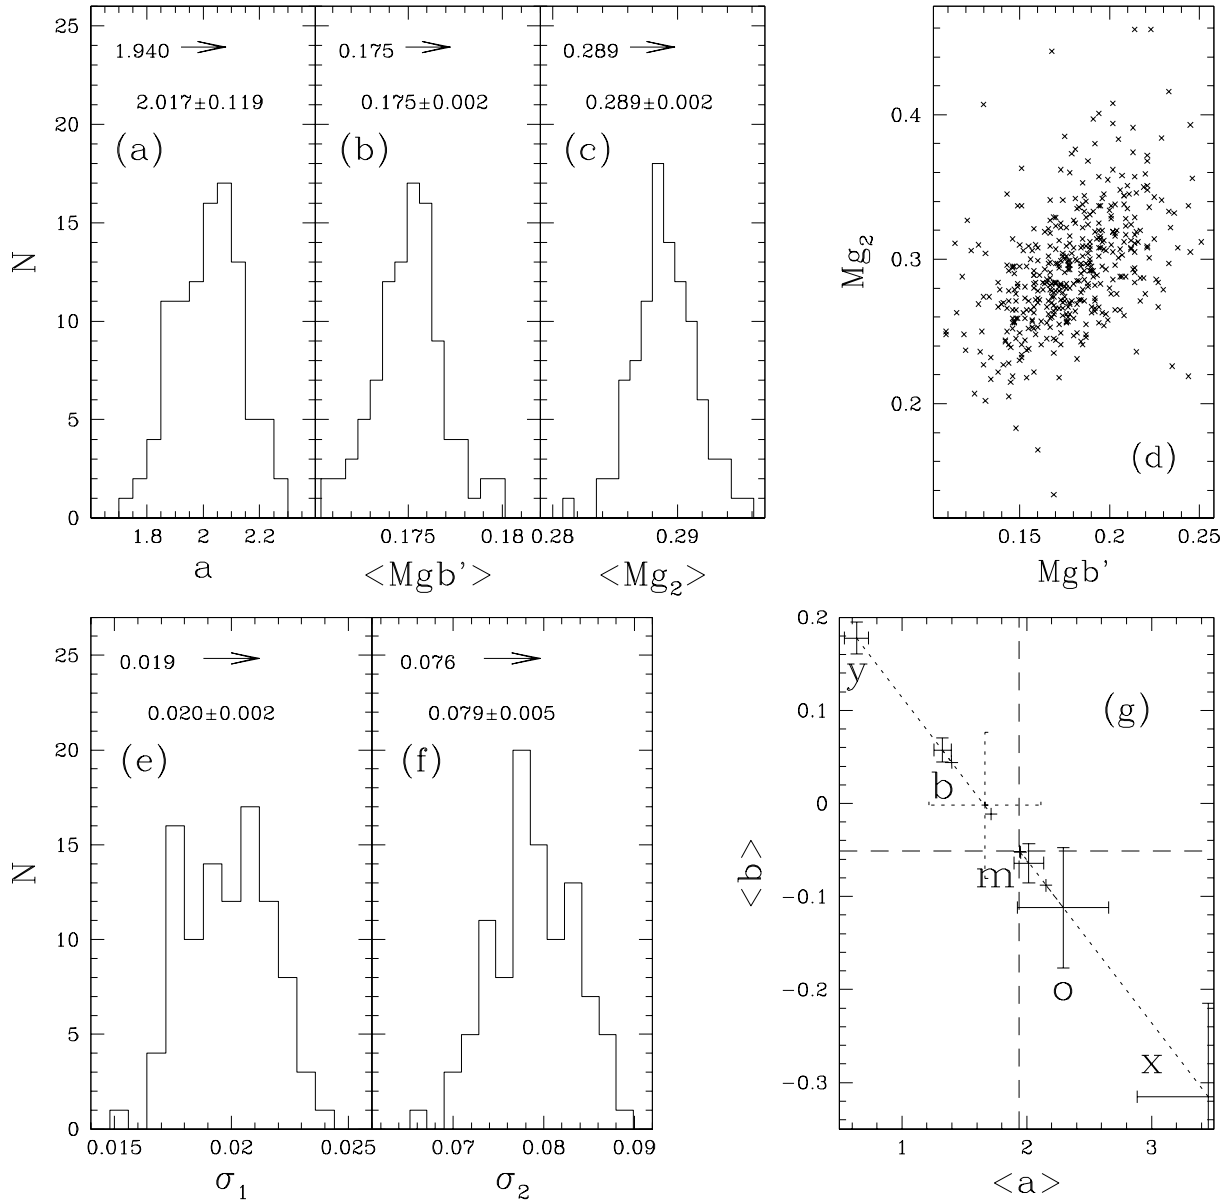 25
20
15
10
5
0
N
1.940
2.017±0.119
(a)
1.8 2 2.2
a
0.175
0.175±0.002
(b)
0.175 0.18
<Mgb'>
0.289
0.289±0.002
(c)
0.28 0.29
<Mg₂>
0.4
0.3
0.2
Mg₂
(d)
0.15 0.2 0.25
Mgb'
25
20
15
10
5
0
N
0.019
0.020±0.002
(e)
0.015 0.02 0.025
σ₁
0.076
0.079±0.005
(f)
0.07 0.08 0.09
σ₂
0.2
0.1
0
−0.1
−0.2
−0.3
<b>
(g)
y
b
m
o
x
1 2 3
<a>